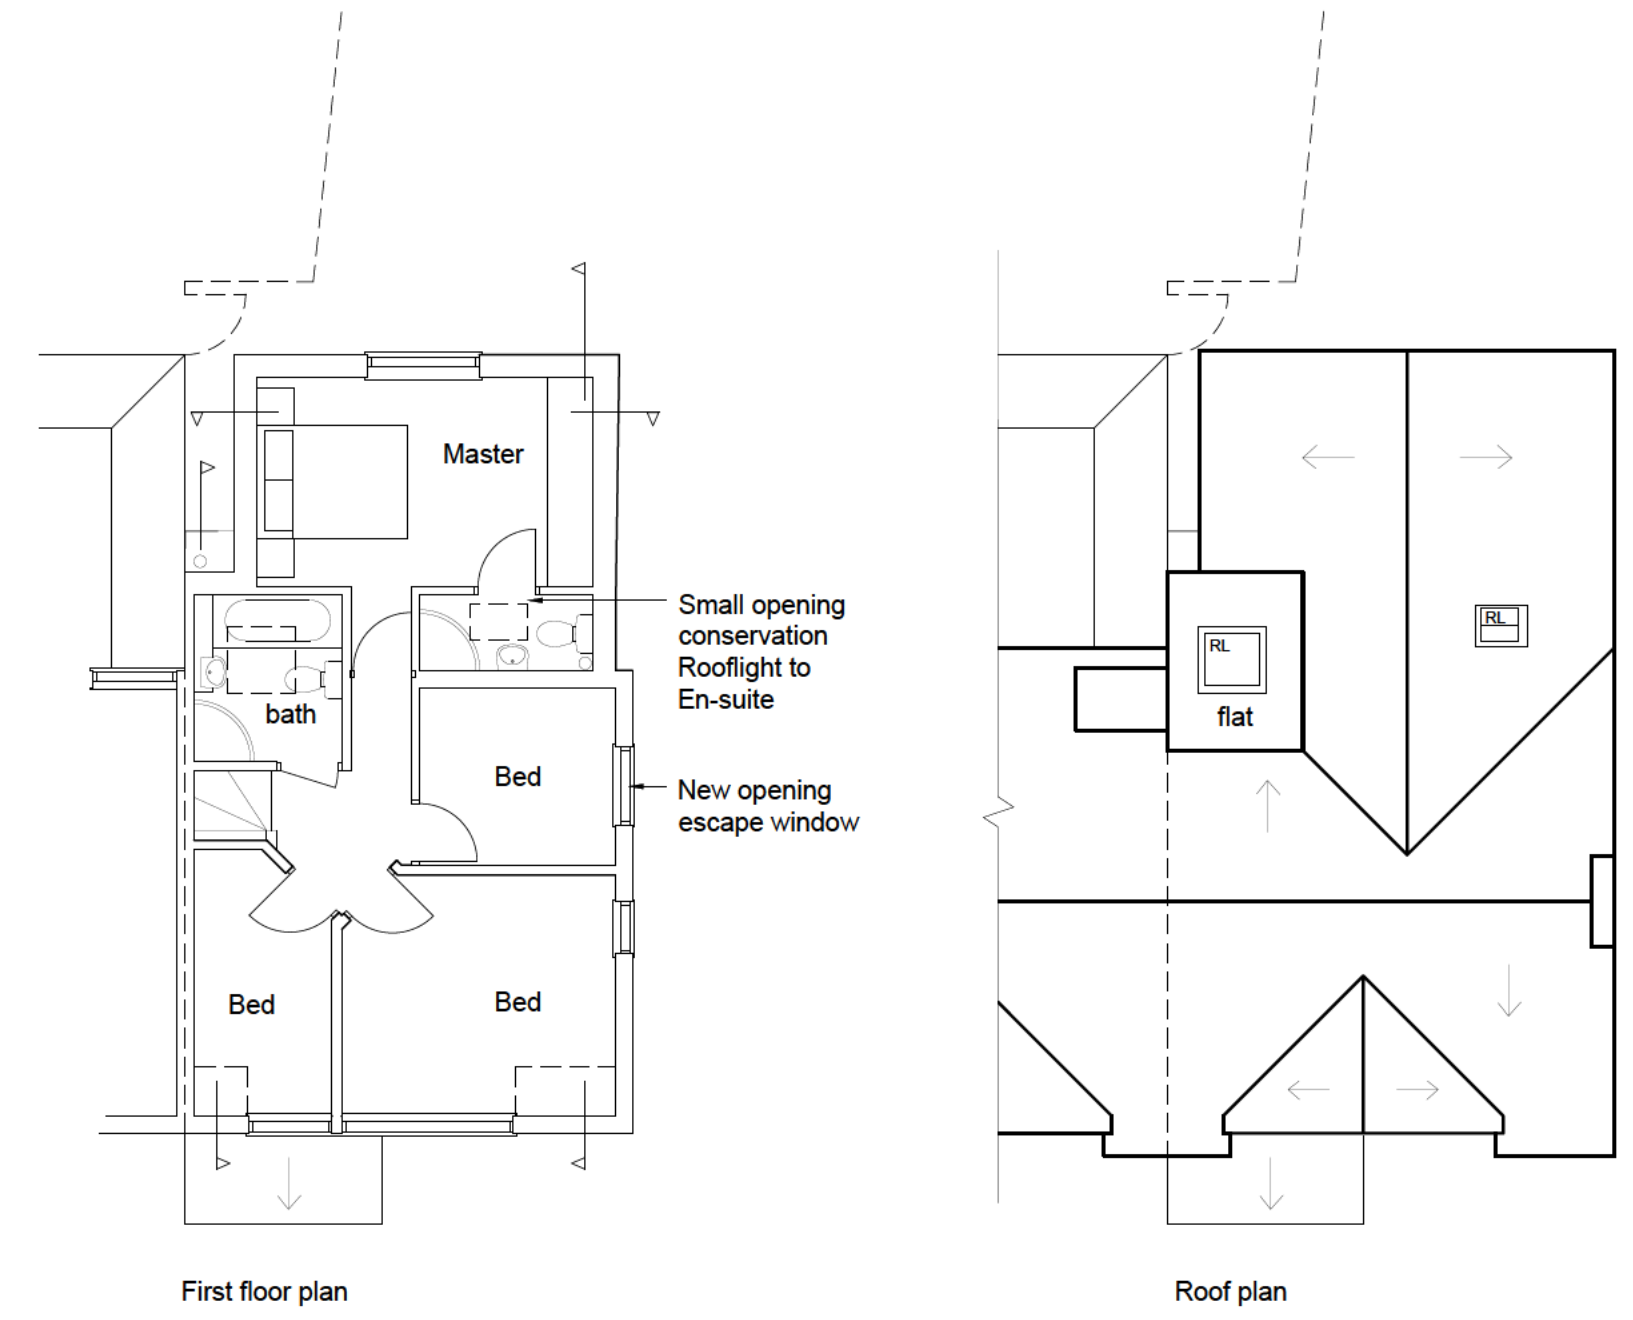 Master
Small opening
conservation
Rooflight to
En-suite
bath
Bed
New opening
escape window
Bed
Bed
First floor plan
RL
RL
flat
Roof plan